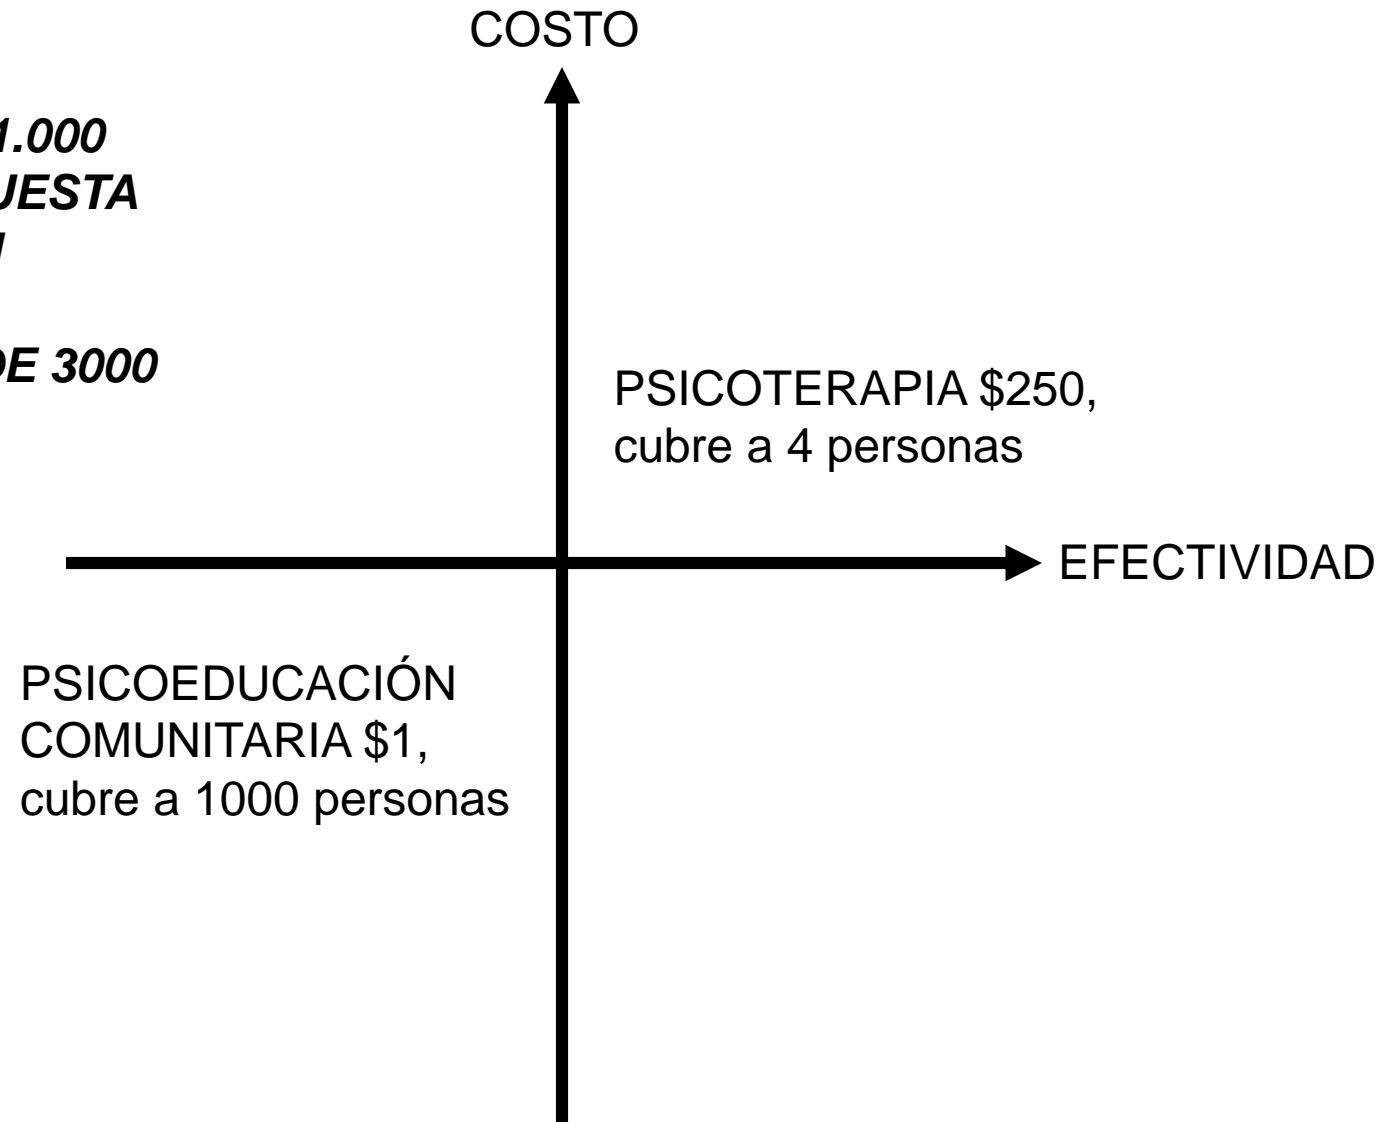 COSTO
1.000
UESTA
DE 3000
PSICOTERAPIA $250,
cubre a 4 personas
EFECTIVIDAD
PSICOEDUCACIÓN
COMUNITARIA $1,
cubre a 1000 personas